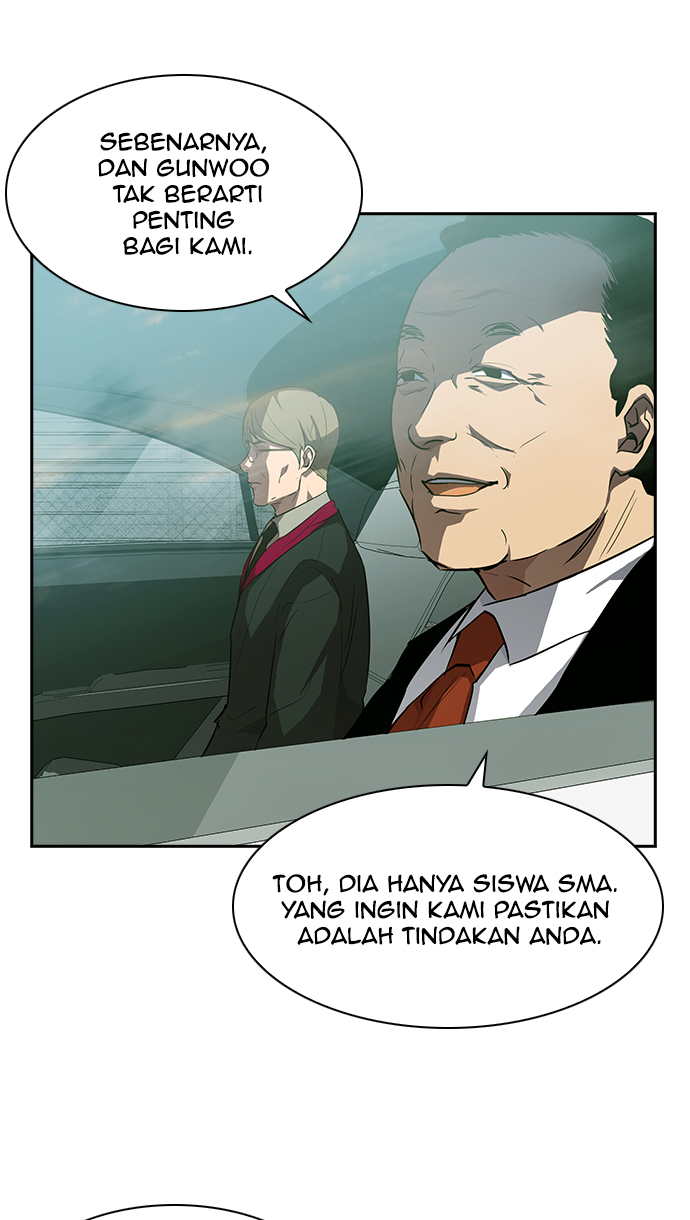 SEBENARNYA,
DAN GUNWOO
TAK BERARTI
PENTING
BAGI KAMI.
TOH, DIA HANYA SISWA SMA.
YANG INGIN KAMI PASTIKAN
ADALAH TINDAKAN ANDA.